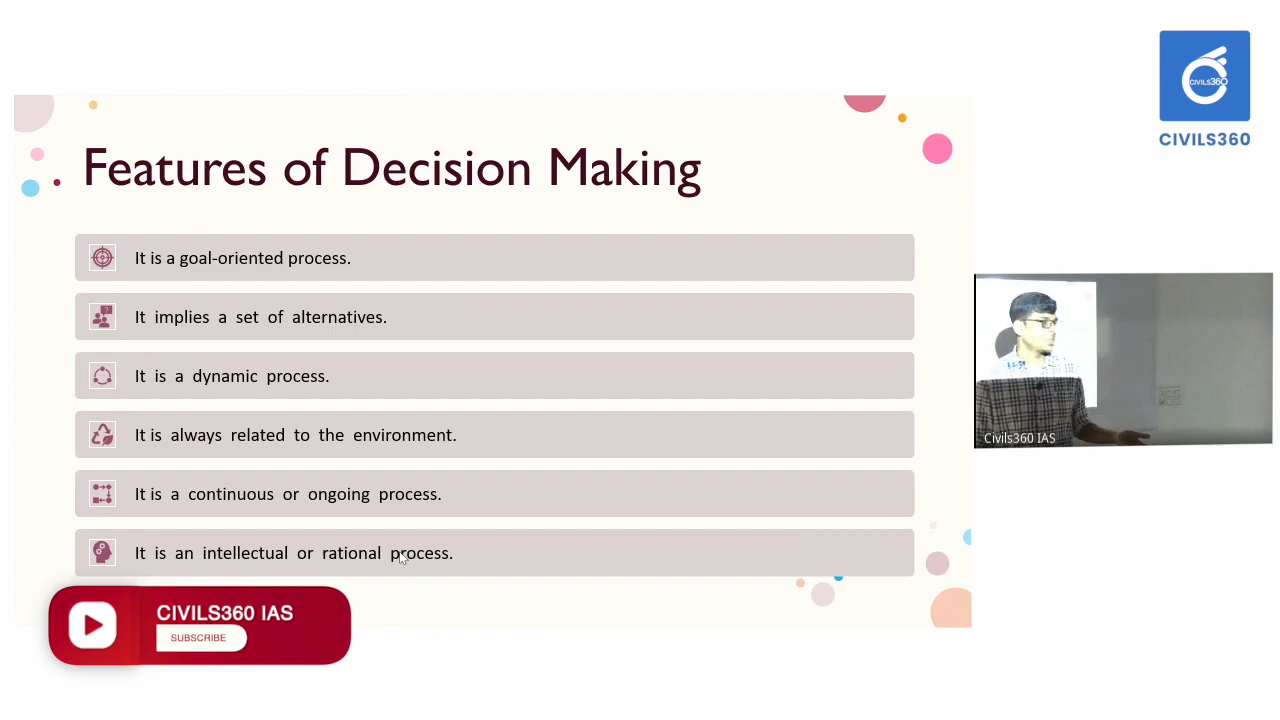 CIVILS360
CIVILS360
Features of Decision Making
It is a goal-oriented process.
It implies a set of alternatives.
It is a dynamic process.
It is always related to the environment.
It is a continuous or ongoing process.
It is an intellectual or rational process.
Civils360 IAS
CIVILS360 IAS
SUBSCRIBE